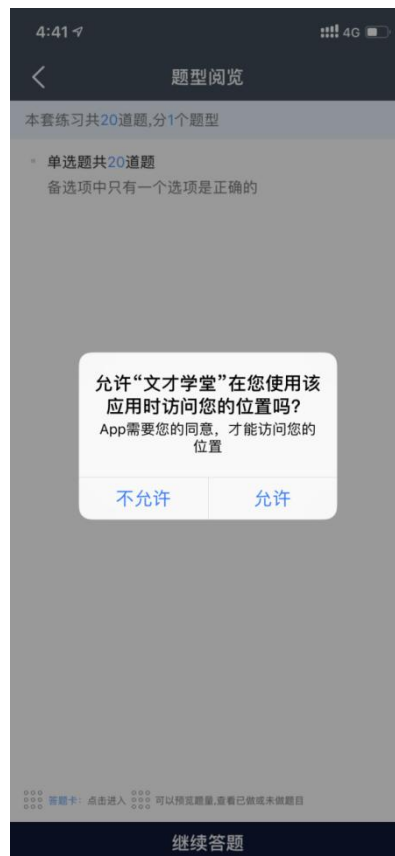 4:41 4G
题型阅览
本套练习共20道题,分1个题型
单选题共20道题
备选项中只有一个选项是正确的
允许“文才学堂”在您使用该
应用时访问您的位置吗?
App需要您的同意，才能访问您的
位置
不允许 允许
答题卡: 点击进入 可以预览题量,查看已做或未做题目
继续答题